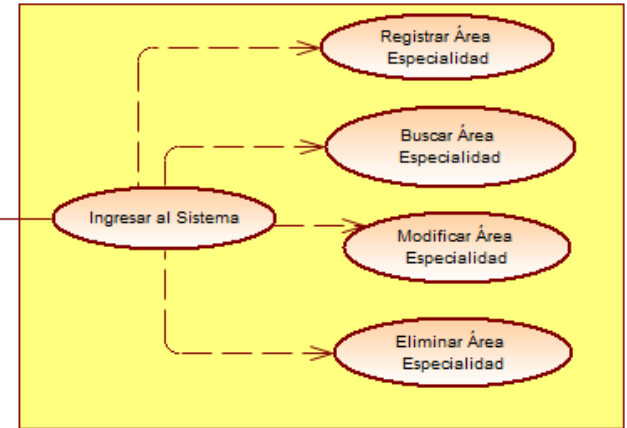 Registrar Área
Especialidad
Buscar Área
Especialidad
Ingresar al Sistema
Modificar Área
Especialidad
Eliminar Área
Especialidad